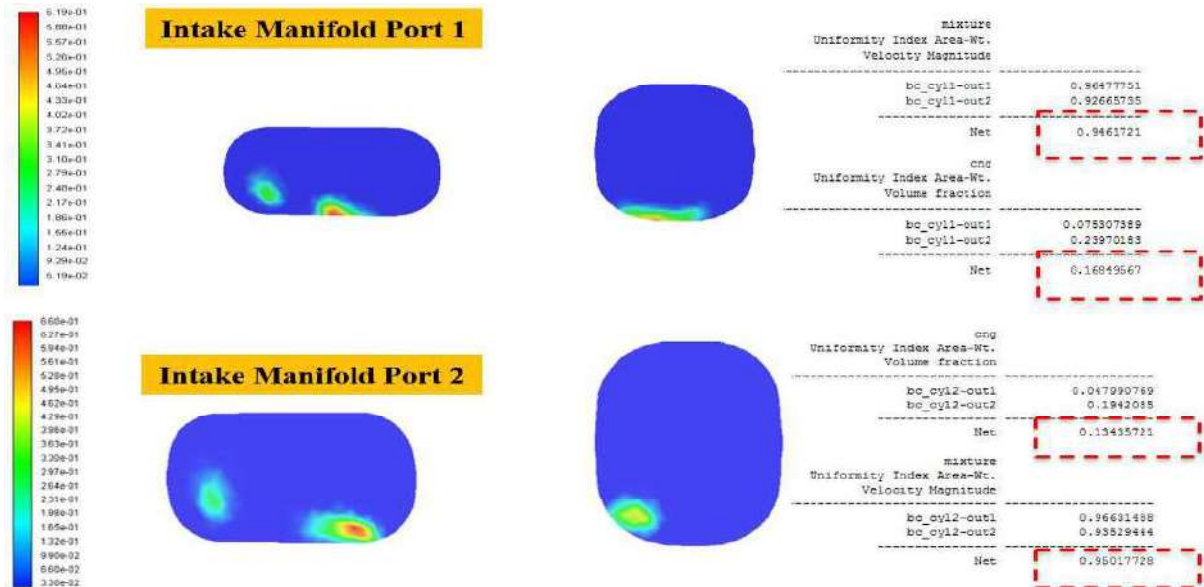 6.19e-01
5.88e-01
5.57e-01
5.26e-01
4.95e-01
4.64e-01
4.33e-01
4.02e-01
3.72e-01
3.41e-01
3.10e-01
2.79e-01
2.48e-01
2.17e-01
1.86e-01
1.55e-01
1.24e-01
9.29e-02
6.19e-02
Intake Manifold Port 1
mixture
Uniformity Index Area-Wt.
Velocity Magnitude
bc_cyl1-out1 0.96477751
bc_cyl1-out2 0.92665735
Net 0.9461721
cng
Uniformity Index Area-Wt.
Volume fraction
bc_cyl1-out1 0.075307389
bc_cyl1-out2 0.23970183
Net 0.16849567
6.60e-01
6.27e-01
5.94e-01
5.61e-01
5.28e-01
4.95e-01
4.62e-01
4.29e-01
3.96e-01
3.63e-01
3.30e-01
2.97e-01
2.64e-01
2.31e-01
1.98e-01
1.65e-01
1.32e-01
9.90e-02
6.60e-02
3.30e-02
Intake Manifold Port 2
cng
Uniformity Index Area-Wt.
Volume fraction
bc_cyl2-out1 0.047990769
bc_cyl2-out2 0.1942085
Net 0.13435721
mixture
Uniformity Index Area-Wt.
Velocity Magnitude
bc_cyl2-out1 0.96631488
bc_cyl2-out2 0.93529444
Net 0.95017728